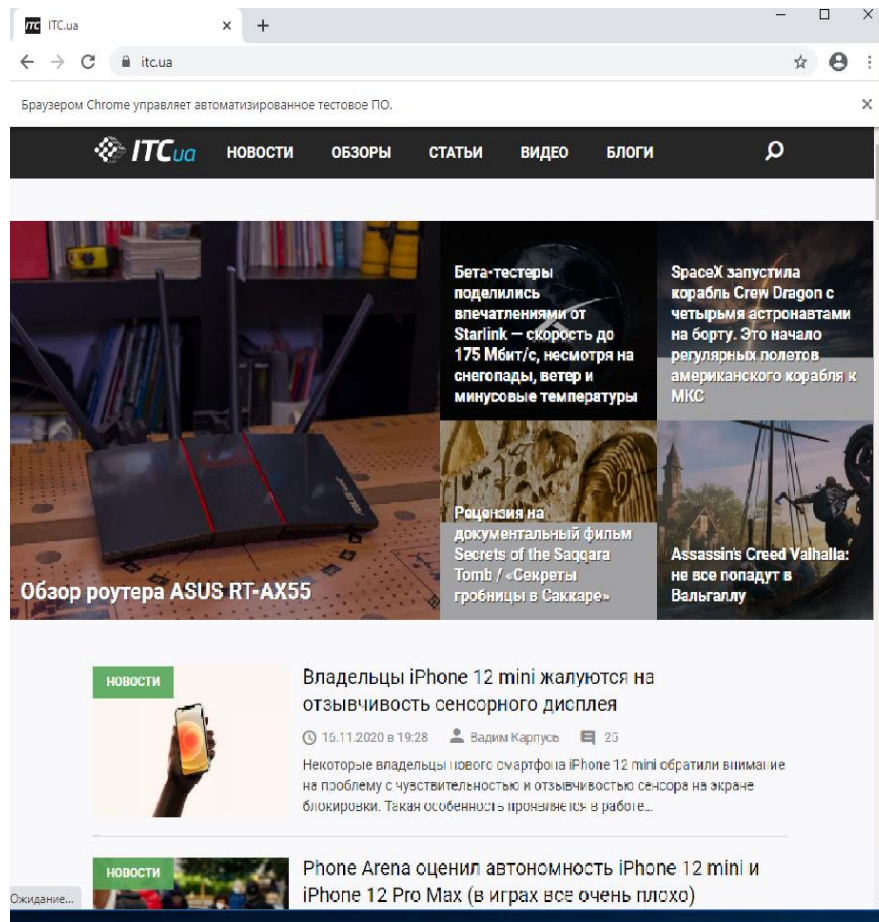 ITC ITC.ua
itc.ua
Браузером Chrome управляет автоматизированное тестовое ПО.
ITCua НОВОСТИ ОБЗОРЫ СТАТЬИ ВИДЕО БЛОГИ
Обзор роутера ASUS RT-AX55
Бета-тестеры
поделились
впечатлениями от
Starlink — скорость до
175 Мбит/с, несмотря на
снегопады, ветер и
минусовые температуры
SpaceX запустила
корабль Crew Dragon с
четырьмя астронавтами
на борту. Это начало
регулярных полетов
американского корабля к
МКС
Рецензия на
документальный фильм
Secrets of the Saqqara
Tomb / «Секреты
гробницы в Саккаре»
Assassin's Creed Valhalla:
не все попадут в
Вальгаллу
НОВОСТИ
Владельцы iPhone 12 mini жалуются на
отзывчивость сенсорного дисплея
16.11.2020 в 19:28 Вадим Карпусь 25
Некоторые владельцы нового смартфона iPhone 12 mini обратили внимание
на проблему с чувствительностью и отзывчивостью сенсора на экране
блокировки. Такая особенность проявляется в работе...
НОВОСТИ
Phone Arena оценил автономность iPhone 12 mini и
iPhone 12 Pro Max (в играх все очень плохо)
Ожидание...